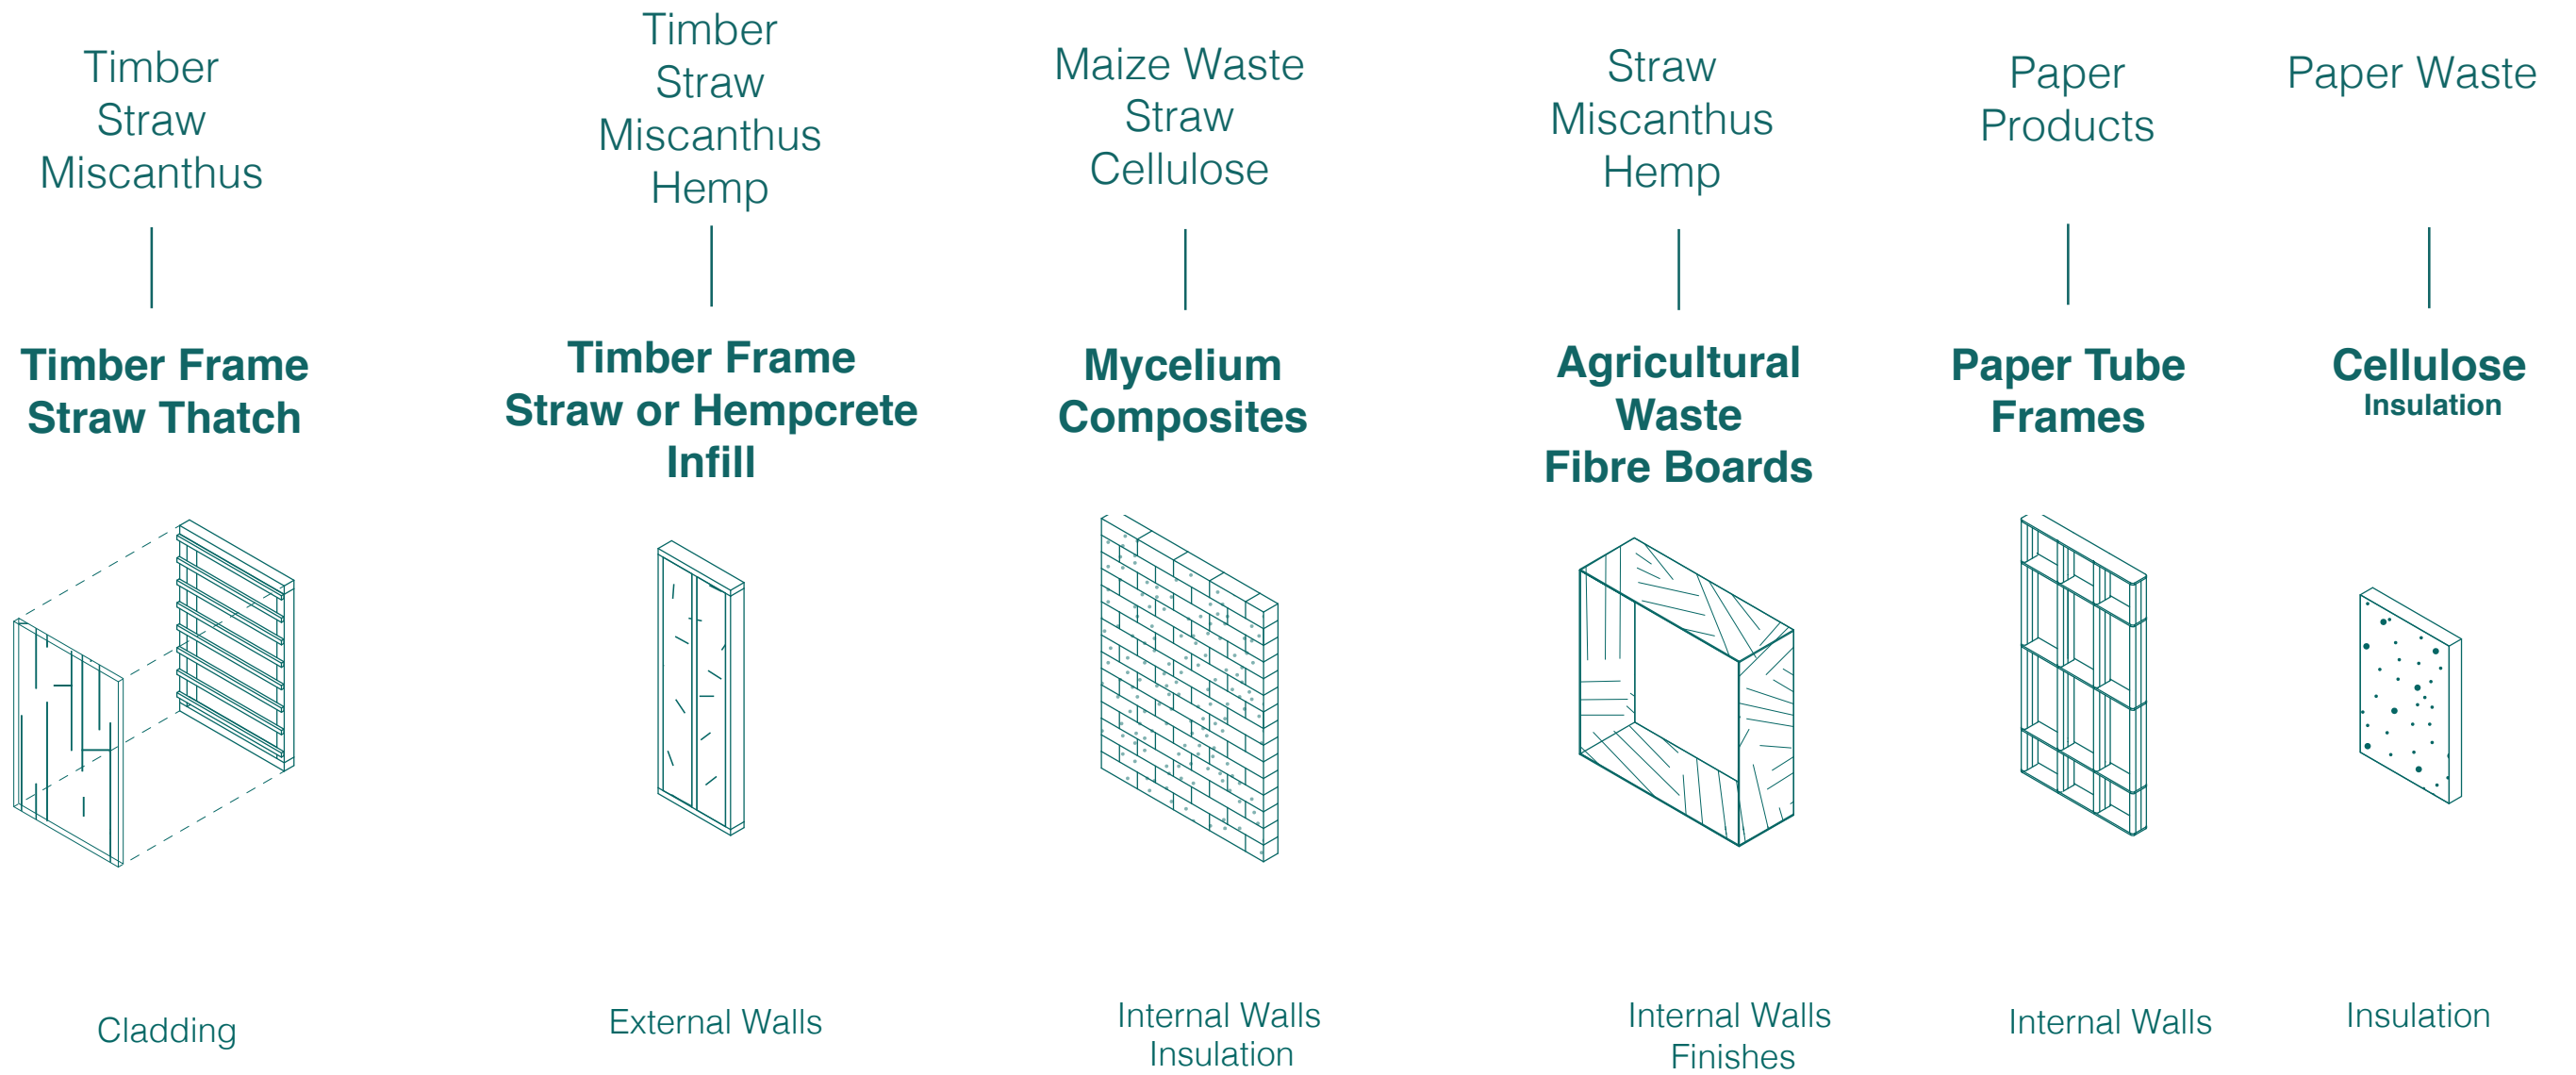 Timber
Straw
Miscanthus
Timber Frame
Straw Thatch
Cladding
Timber
Straw
Miscanthus
Hemp
Timber Frame
Straw or Hempcrete
Infill
External Walls
Maize Waste
Straw
Cellulose
Mycelium
Composites
Internal Walls
Insulation
Straw
Miscanthus
Hemp
Agricultural
Waste
Fibre Boards
Internal Walls
Finishes
Paper
Products
Paper Tube
Frames
Internal Walls
Paper Waste
Cellulose
Insulation
Insulation